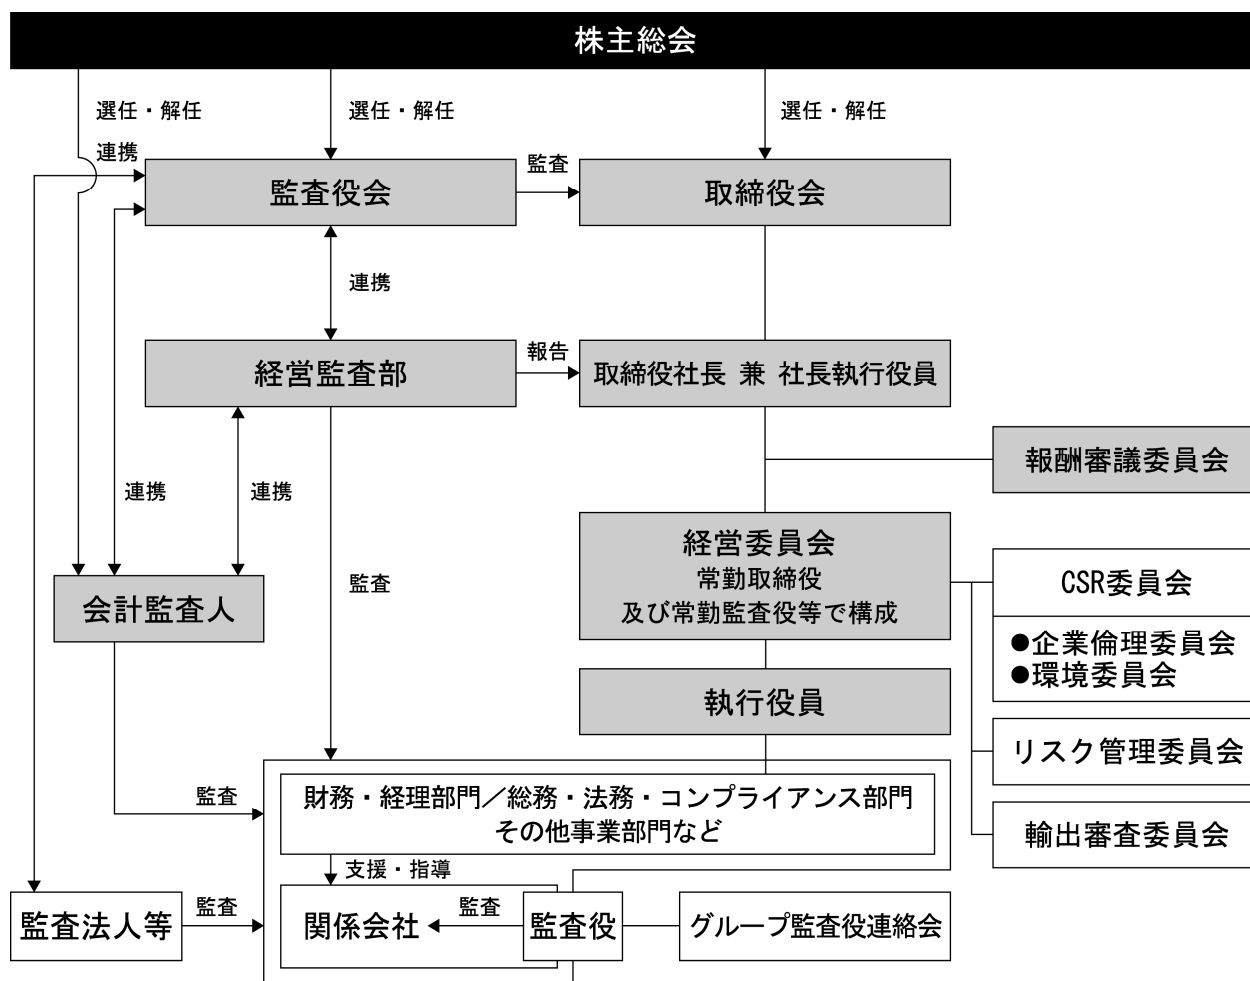 株主総会
選任・解任
選任・解任
選任・解任
連携
監査役会
監査
取締役会
連携
経営監査部
報告
取締役社長 兼 社長執行役員
報酬審議委員会
連携
連携
経営委員会
常勤取締役
及び常勤監査役等で構成
CSR委員会
●企業倫理委員会
●環境委員会
会計監査人
監査
執行役員
リスク管理委員会
監査
財務・経理部門／総務・法務・コンプライアンス部門
その他事業部門など
輸出審査委員会
支援・指導
監査法人等
監査
関係会社
監査
監査役
グループ監査役連絡会